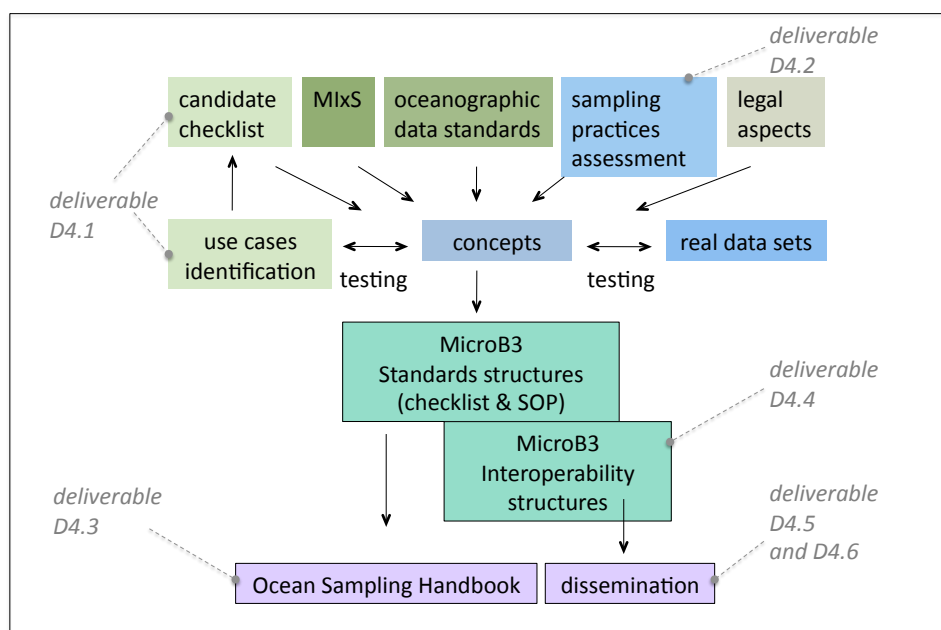 deliverable
D4.2
candidate
checklist
MIxS
oceanographic
data standards
sampling
practices
assessment
legal
aspects
deliverable
D4.1
use cases
identification
testing
concepts
testing
real data sets
MicroB3
Standards structures
(checklist & SOP)
deliverable
D4.4
MicroB3
Interoperability
structures
deliverable
D4.3
deliverable
D4.5
and D4.6
Ocean Sampling Handbook
dissemination